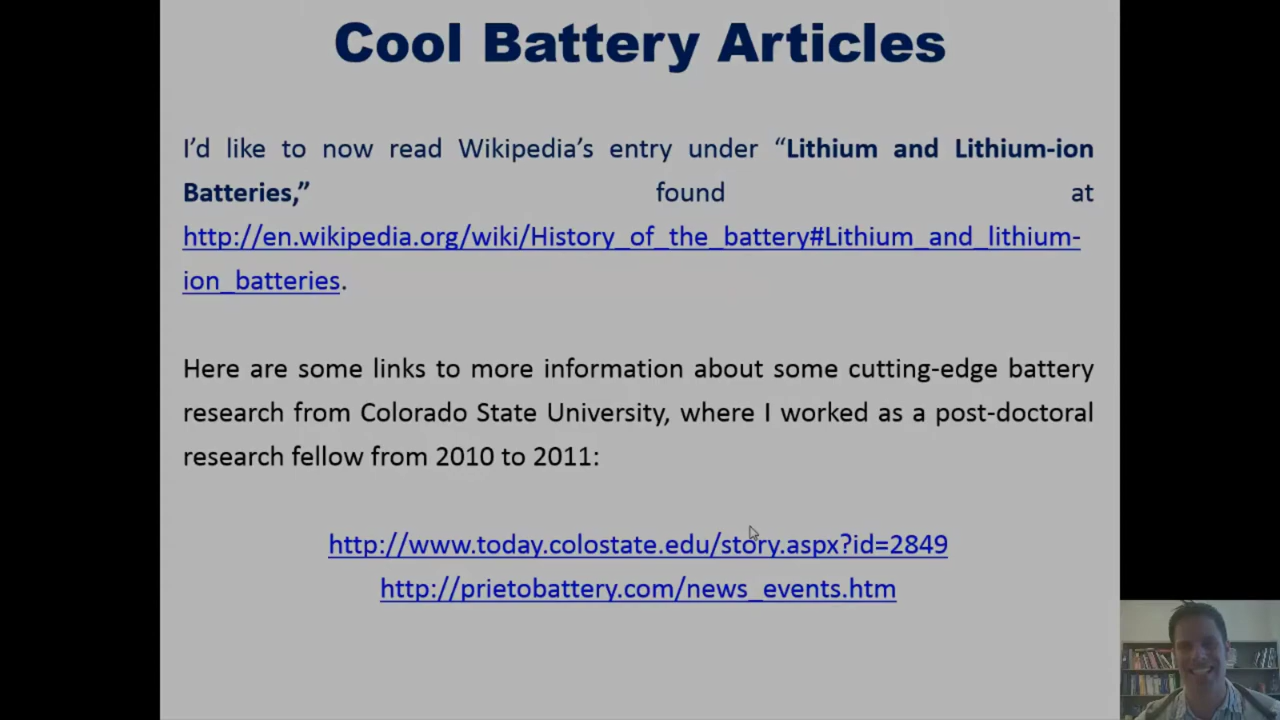 Cool Battery Articles
I’d like to now read Wikipedia’s entry under “Lithium and Lithium-ion
Batteries,” found at
http://en.wikipedia.org/wiki/History_of_the_battery#Lithium_and_lithium-
ion_batteries.
Here are some links to more information about some cutting-edge battery
research from Colorado State University, where I worked as a post-doctoral
research fellow from 2010 to 2011:
http://www.today.colostate.edu/story.aspx?id=2849
http://prietobattery.com/news_events.htm